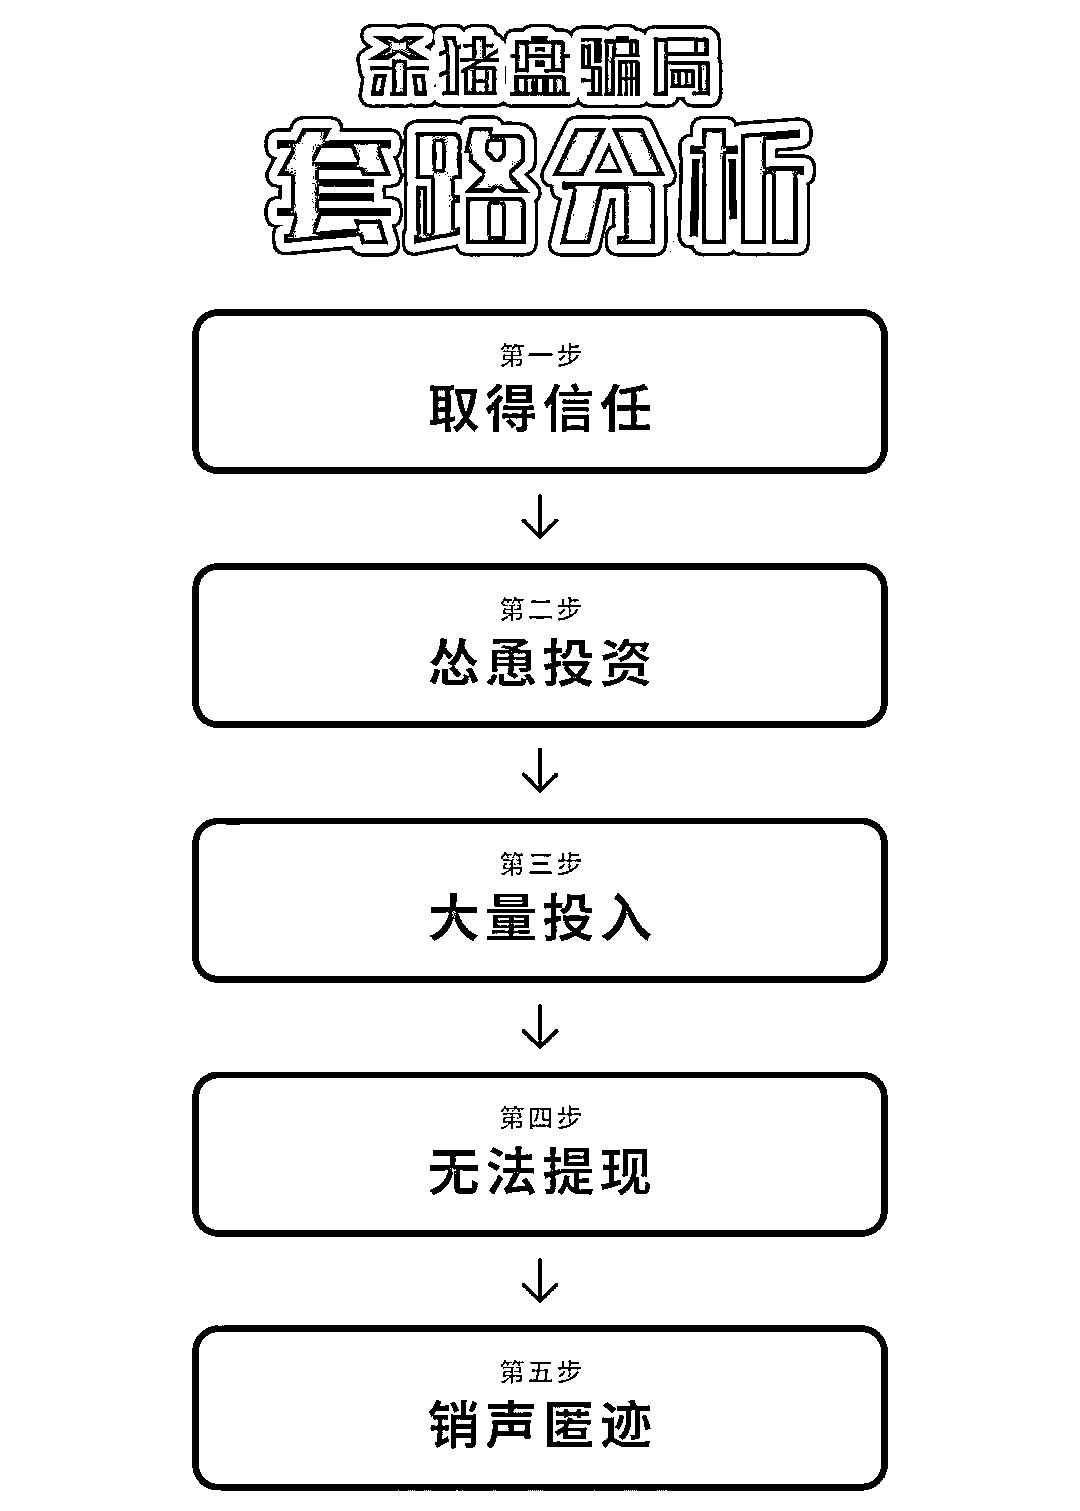 杀猪盘骗局
套路分析
第一步
取得信任
第二步
怂恿投资
第三步
大量投入
第四步
无法提现
第五步
销声匿迹